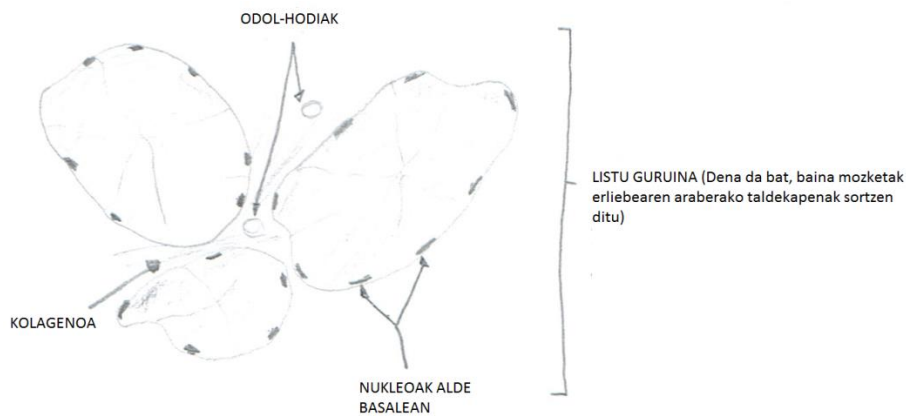 ODOL-HODIAK
LISTU GURUINA (Dena da bat, baina mozketak
erliebearen araberako taldekapenak sortzen
ditu)
KOLAGENOA
NUKLEOAK ALDE
BASALEAN